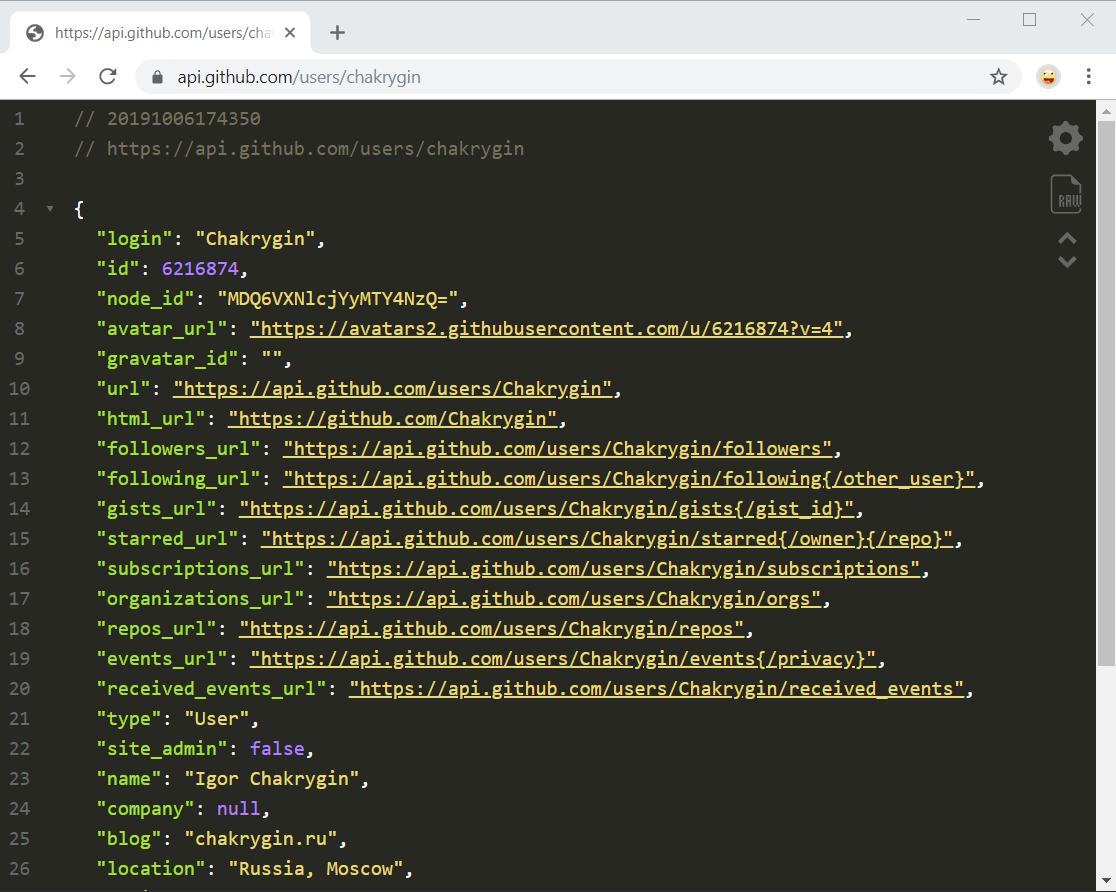 https://api.github.com/users/cha
api.github.com/users/chakrygin
1 // 20191006174350
2 // https://api.github.com/users/chakrygin
3
4 {
5 "login": "Chakrygin",
6 "id": 6216874,
7 "node_id": "MDQ6VXNlcjYyMTY4NzQ=",
8 "avatar_url": "https://avatars2.githubusercontent.com/u/6216874?v=4",
9 "gravatar_id": "",
10 "url": "https://api.github.com/users/Chakrygin",
11 "html_url": "https://github.com/Chakrygin",
12 "followers_url": "https://api.github.com/users/Chakrygin/followers",
13 "following_url": "https://api.github.com/users/Chakrygin/following{/other_user}",
14 "gists_url": "https://api.github.com/users/Chakrygin/gists{/gist_id}",
15 "starred_url": "https://api.github.com/users/Chakrygin/starred{/owner}{/repo}",
16 "subscriptions_url": "https://api.github.com/users/Chakrygin/subscriptions",
17 "organizations_url": "https://api.github.com/users/Chakrygin/orgs",
18 "repos_url": "https://api.github.com/users/Chakrygin/repos",
19 "events_url": "https://api.github.com/users/Chakrygin/events{/privacy}",
20 "received_events_url": "https://api.github.com/users/Chakrygin/received_events",
21 "type": "User",
22 "site_admin": false,
23 "name": "Igor Chakrygin",
24 "company": null,
25 "blog": "chakrygin.ru",
26 "location": "Russia, Moscow",
RAW